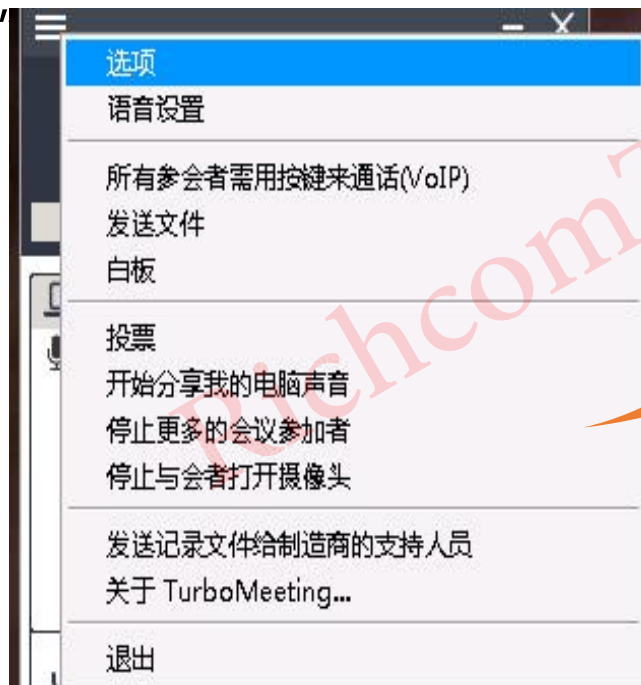 选项
语音设置
所有参会者需用按键来通话(VoIP)
发送文件
白板
投票
开始分享我的电脑声音
停止更多的会议参加者
停止与会者打开摄像头
发送记录文件给制造商的支持人员
关于 TurboMeeting...
退出
Richcom